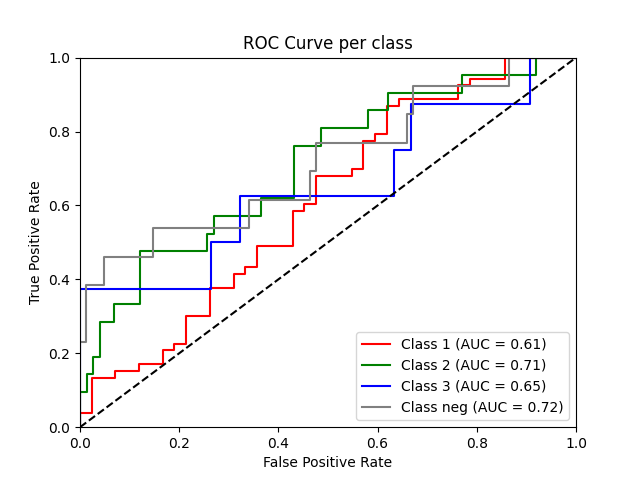 ROC Curve per class
1.0
0.8
0.6
0.4
0.2
0.0
True Positive Rate
Class 1 (AUC = 0.61)
Class 2 (AUC = 0.71)
Class 3 (AUC = 0.65)
Class neg (AUC = 0.72)
0.0 0.2 0.4 0.6 0.8 1.0
False Positive Rate